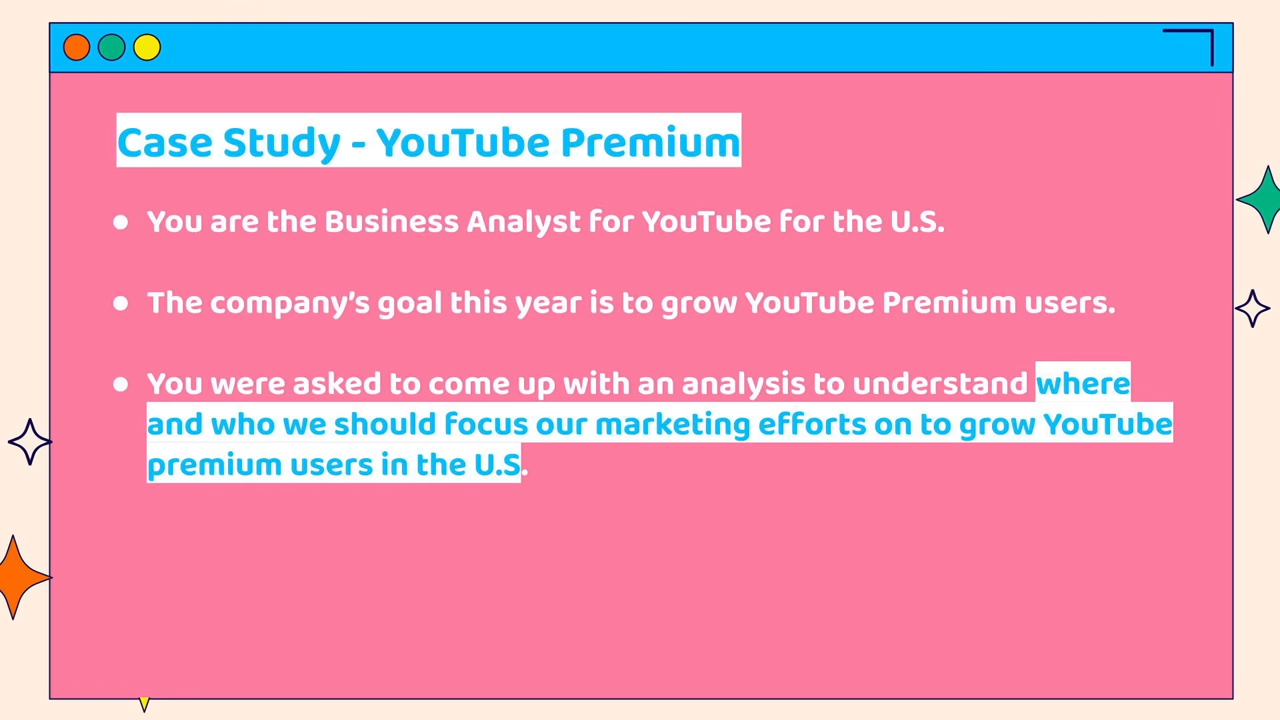 Case Study - YouTube Premium
● You are the Business Analyst for YouTube for the U.S.
● The company's goal this year is to grow YouTube Premium users.
● You were asked to come up with an analysis to understand where
and who we should focus our marketing efforts on to grow YouTube
premium users in the U.S.